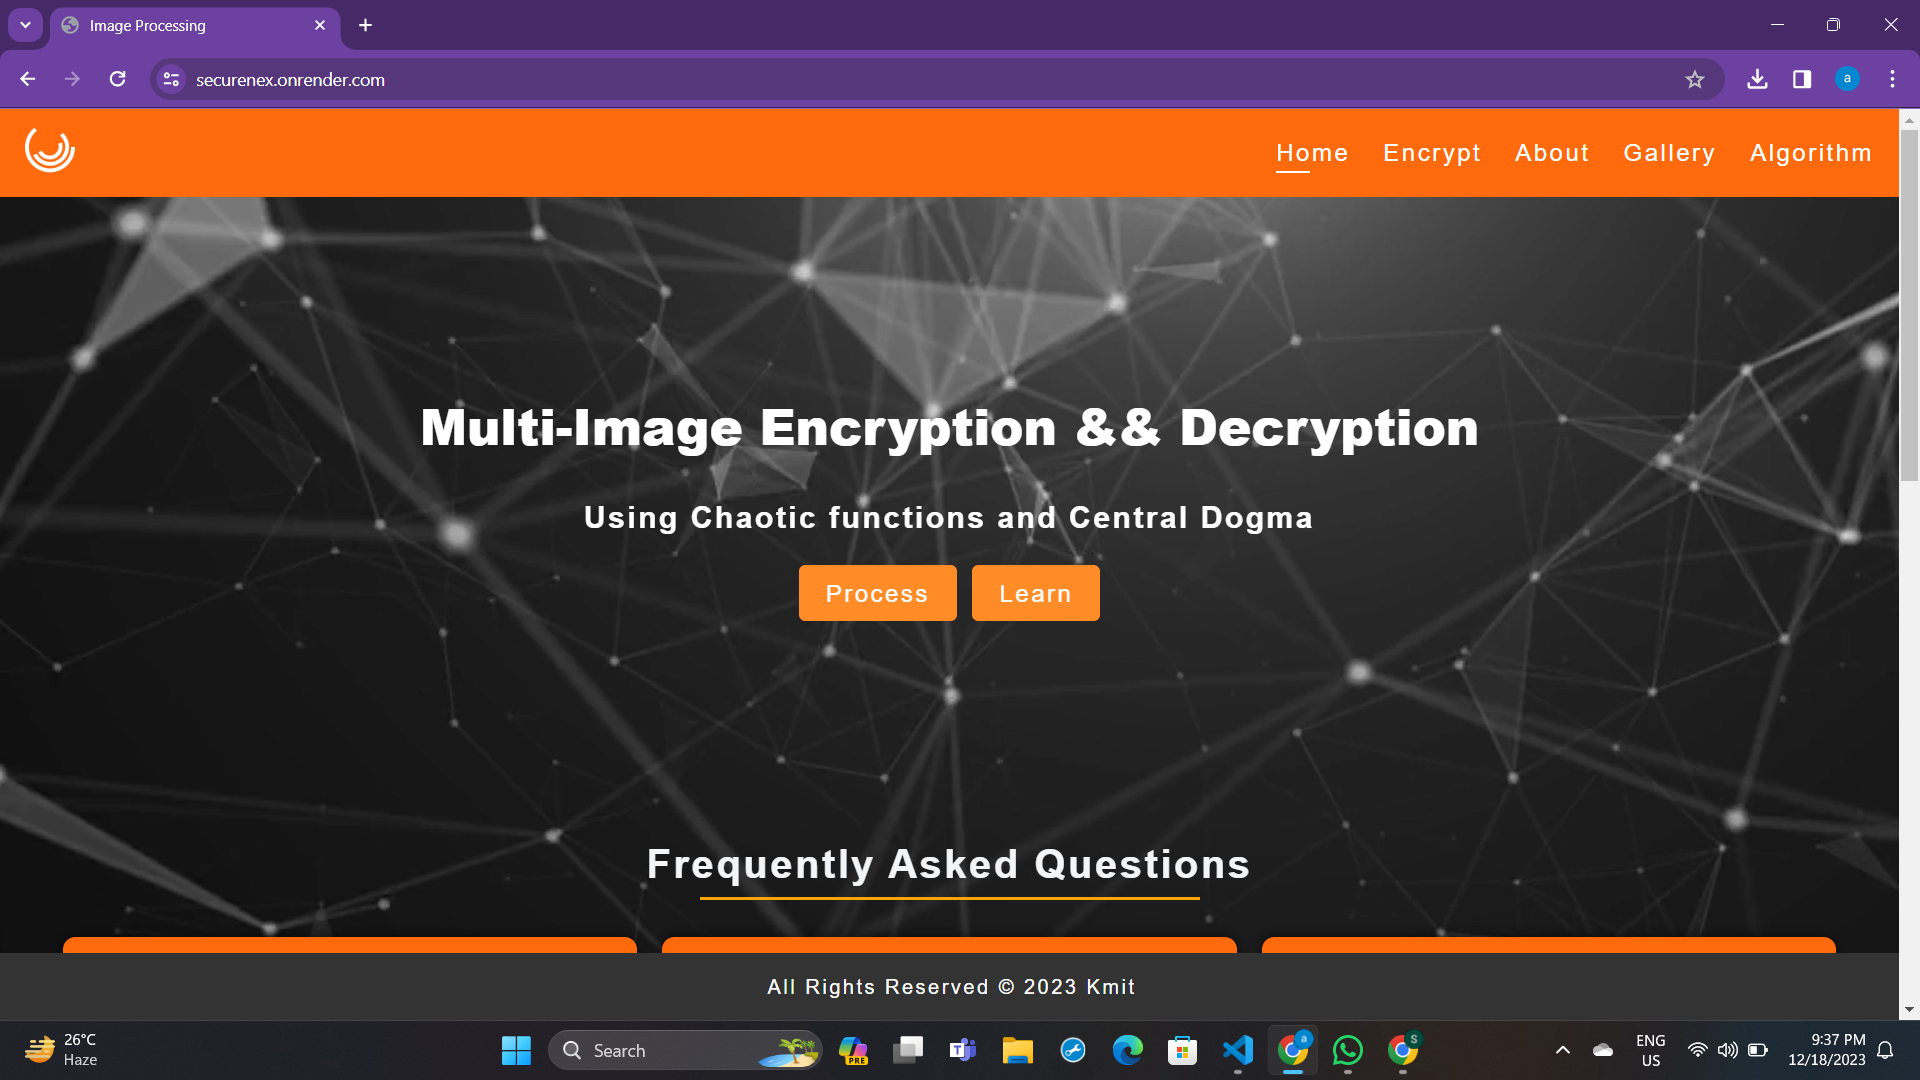 Image Processing
securenex.onrender.com
a
Home Encrypt About Gallery Algorithm
Multi-Image Encryption && Decryption
Using Chaotic functions and Central Dogma
Process Learn
Frequently Asked Questions
All Rights Reserved © 2023 Kmit
26°C
Haze
Search
PRE
T
a
S
ENG
US
9:37 PM
12/18/2023